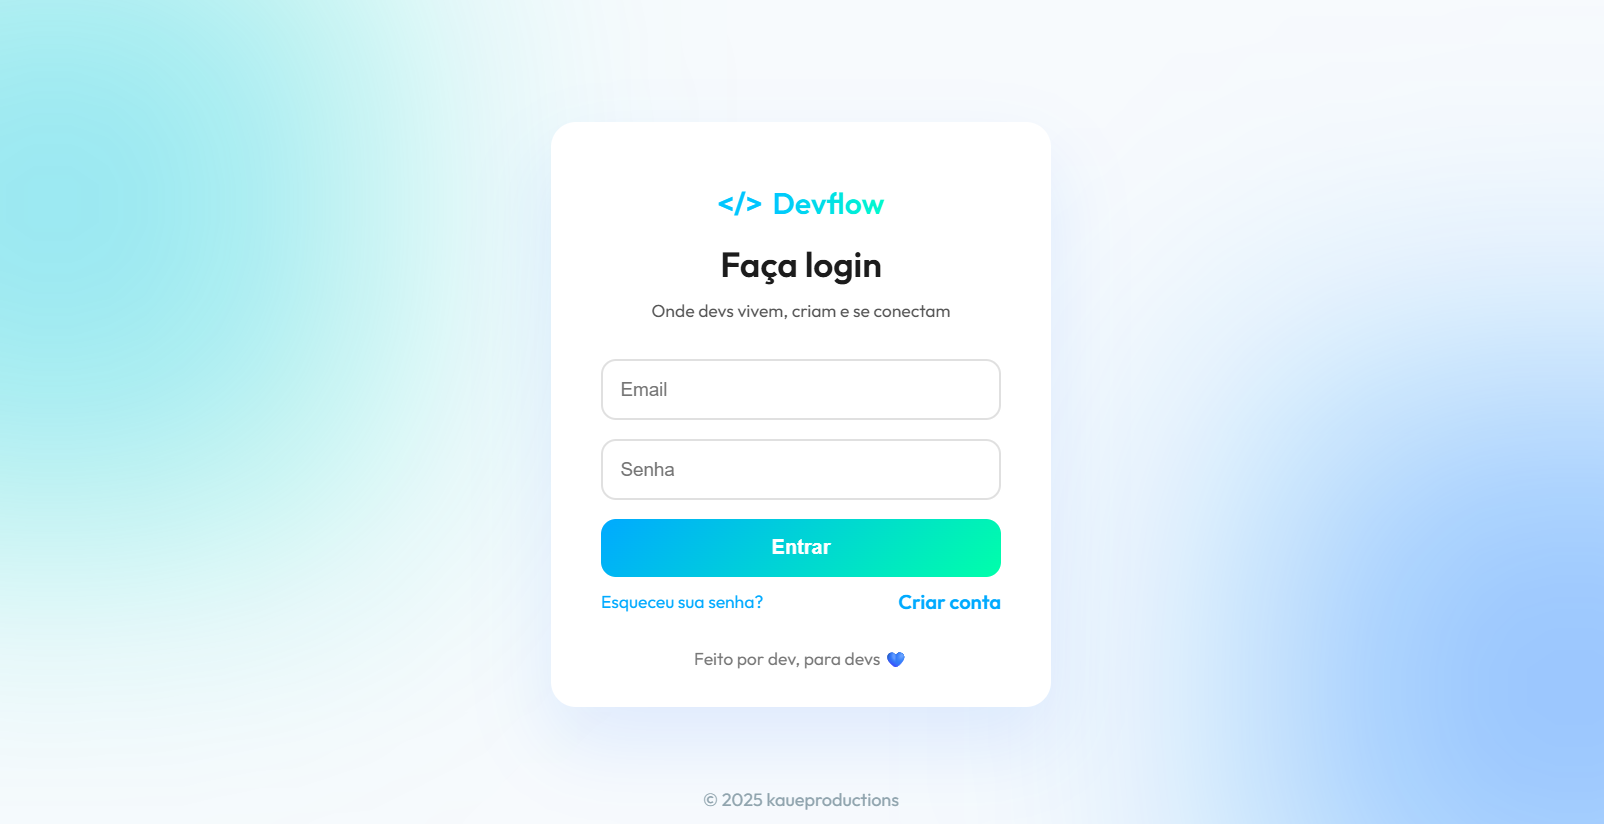 </> Devflow
Faça login
Onde devs vivem, criam e se conectam
Email
Senha
Entrar
Esqueceu sua senha? Criar conta
Feito por dev, para devs 💙
© 2025 kaueproductions